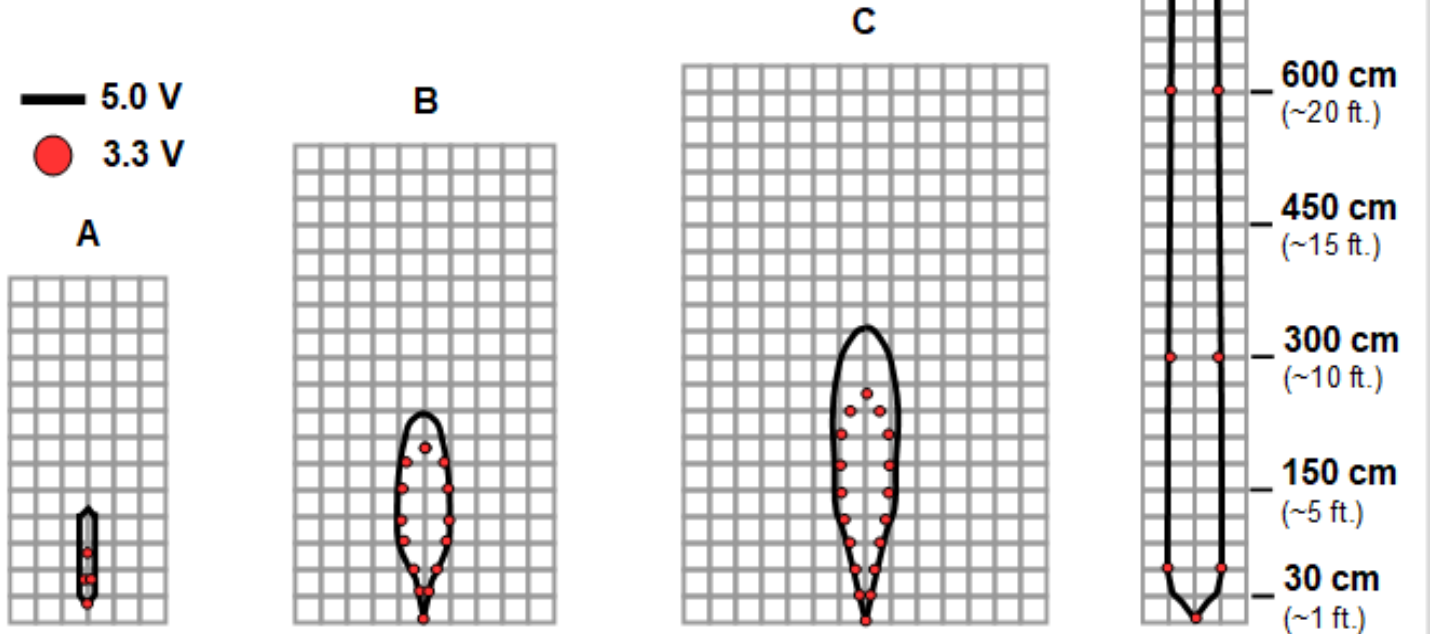 5.0 V
3.3 V
A
B
C
600 cm
(~20 ft.)
450 cm
(~15 ft.)
300 cm
(~10 ft.)
150 cm
(~5 ft.)
30 cm
(~1 ft.)